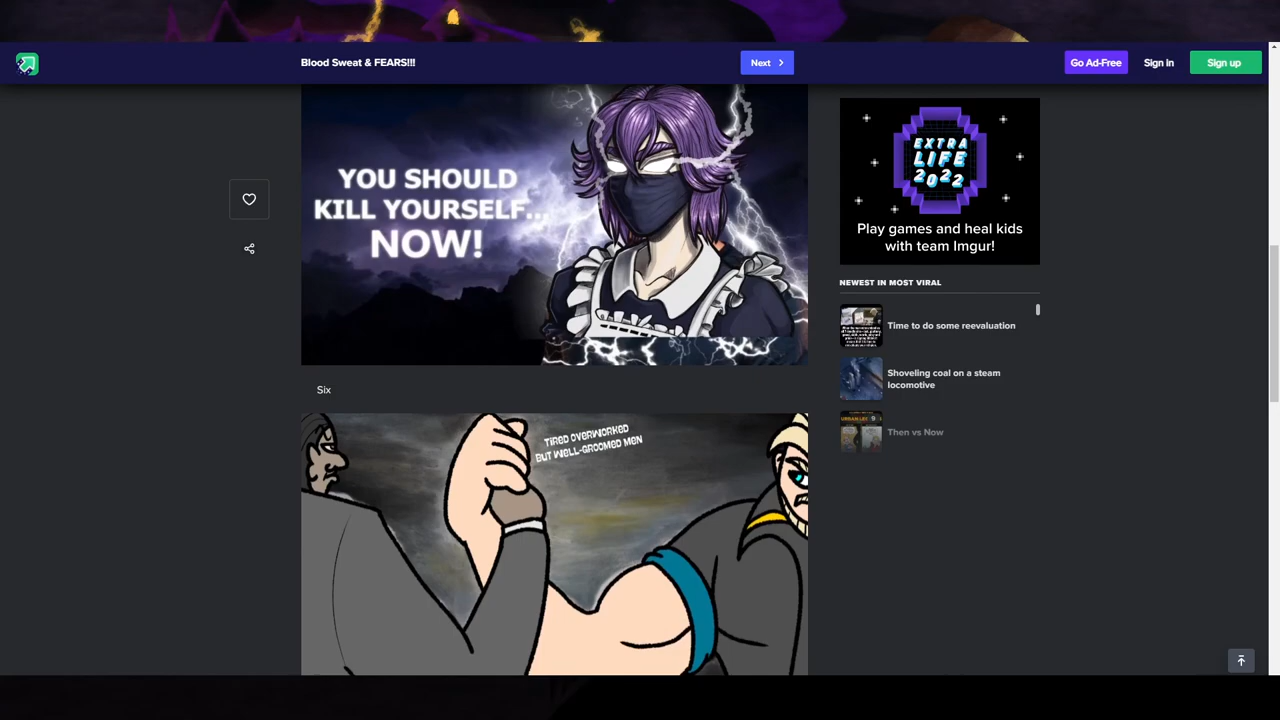 Blood Sweat & FEARS!!!
Next
Go Ad-Free
Sign in
Sign up
YOU SHOULD
KILL YOURSELF...
NOW!
EXTRA
LIFE
2022
Play games and heal kids
with team Imgur!
NEWEST IN MOST VIRAL
Time to do some reevaluation
Shoveling coal on a steam
locomotive
Then vs Now
Six
TIRED OVERWORKED
BUT WELL-GROOMED MEN